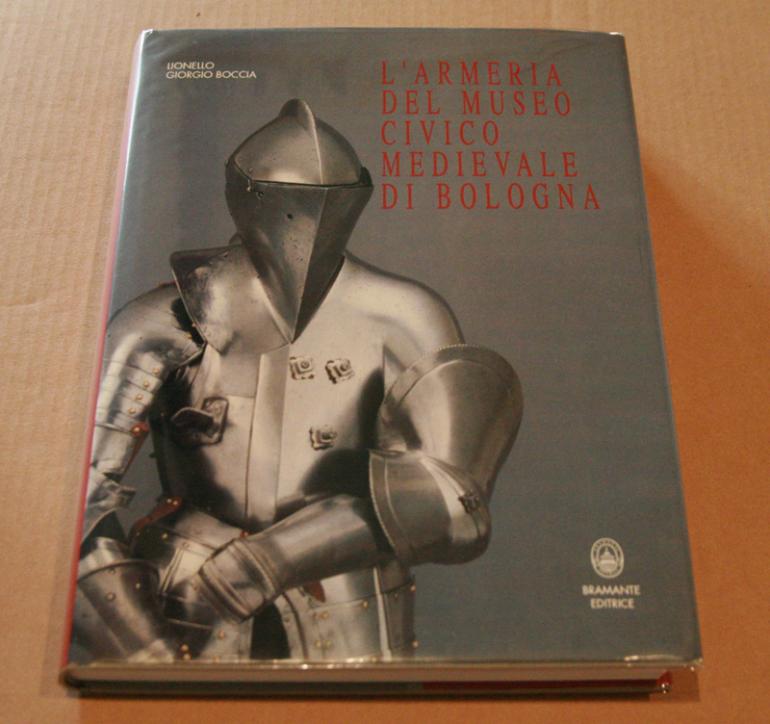 LIONELLO
GIORGIO BOCCIA
L'ARMERIA
DEL MUSEO
CIVICO
MEDIEVALE
DI BOLOGNA
BRAMANTE
EDITRICE